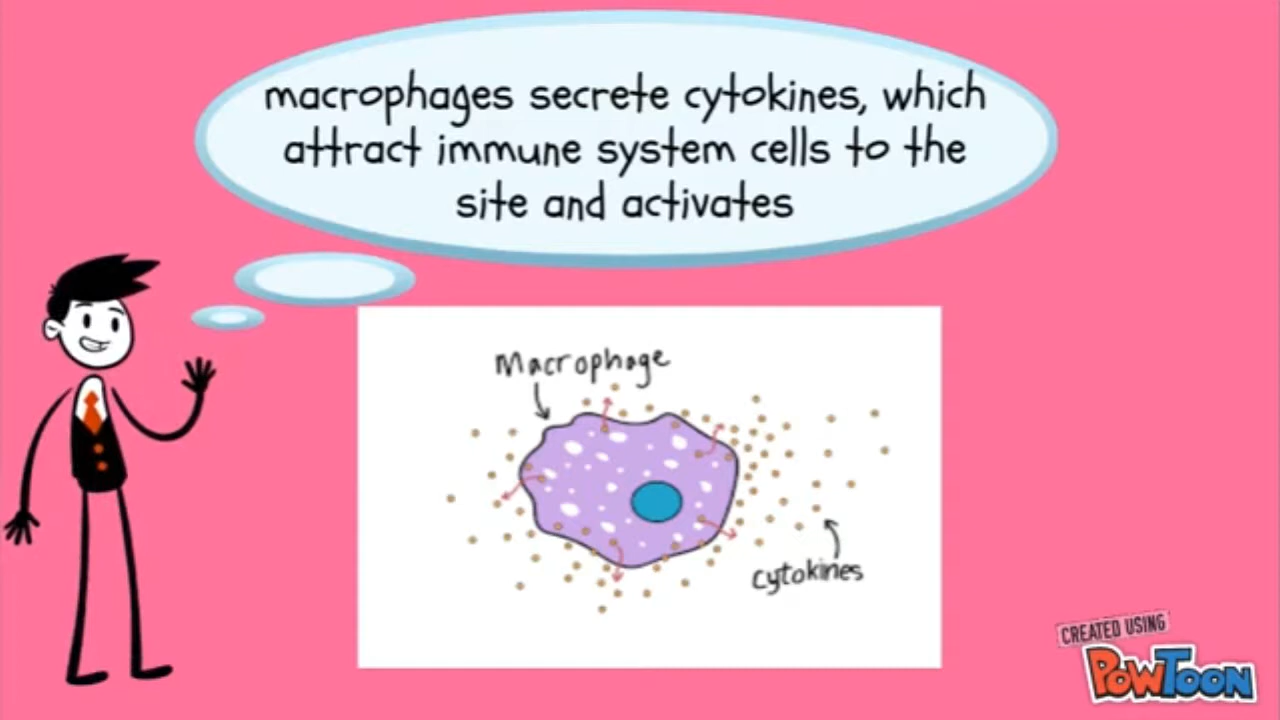 macrophages secrete cytokines, which
attract immune system cells to the
site and activates
Macrophage
cytokines
CREATED USING
POWTOON